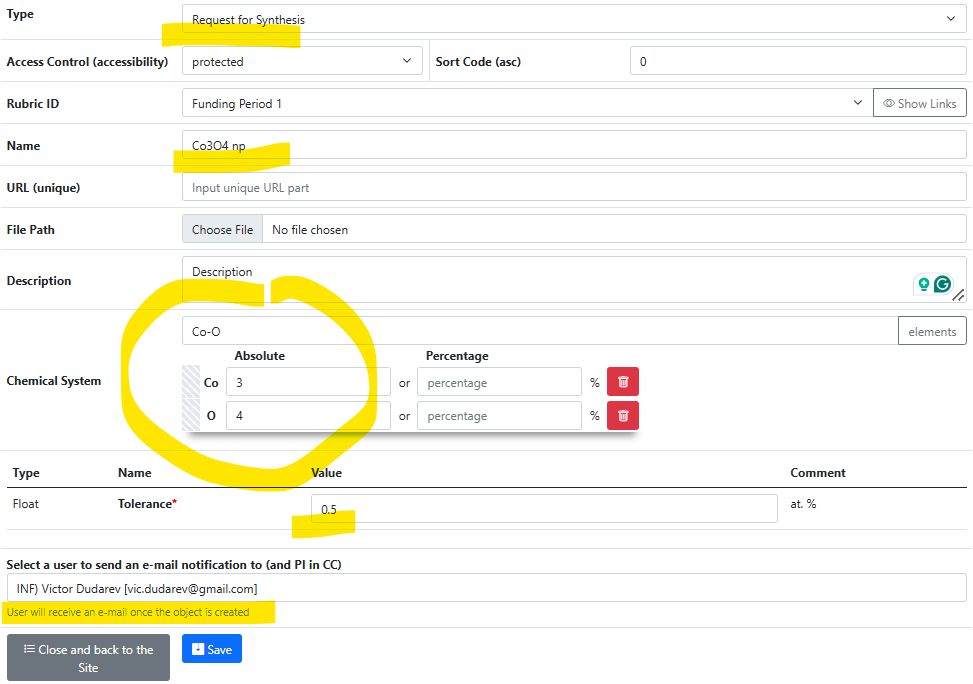 Type Request for Synthesis
Access Control (accessibility) protected Sort Code (asc) 0
Rubric ID Funding Period 1 Show Links
Name Co3O4 np
URL (unique) Input unique URL part
File Path Choose File No file chosen
Description Description
Co-O elements
Absolute Percentage
Chemical System Co 3 or percentage %
O 4 or percentage %
Type Name Value Comment
Float Tolerance* 0.5 at. %
Select a user to send an e-mail notification to (and PI in CC)
INF) Victor Dudarev [vic.dudarev@gmail.com]
User will receive an e-mail once the object is created
Close and back to the
Site
Save